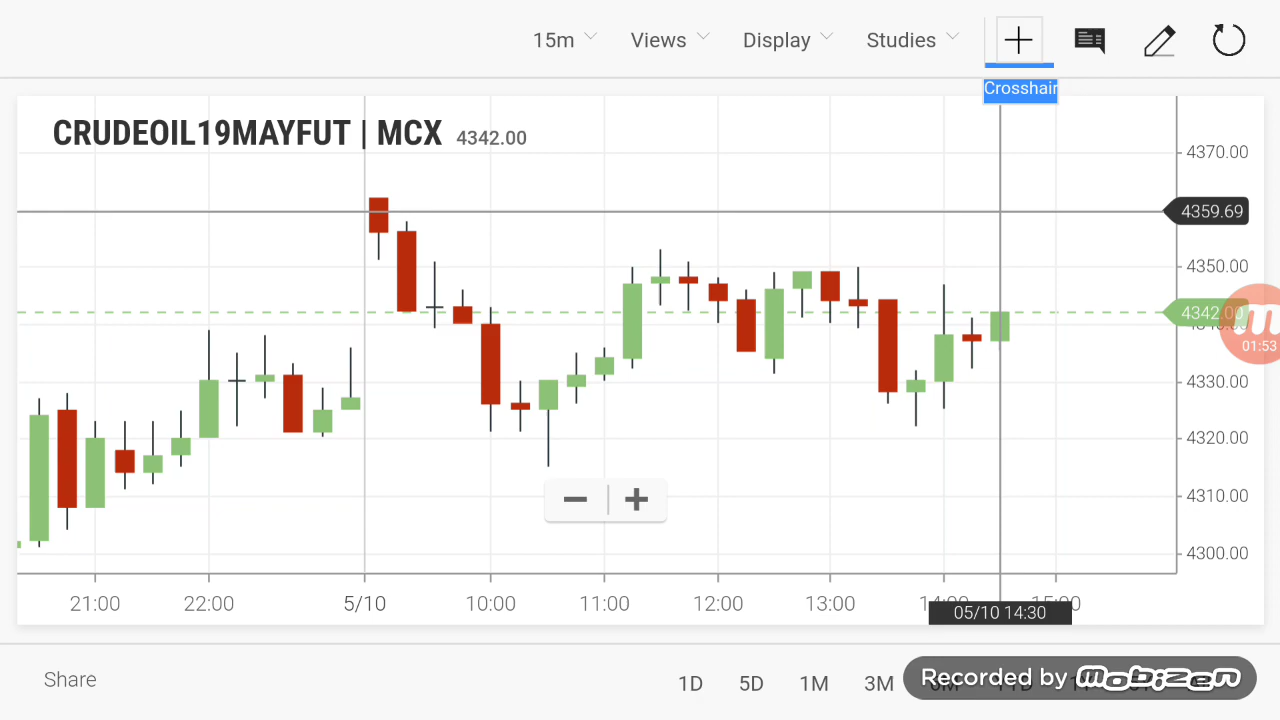 15m Views Display Studies
Crosshair
CRUDEOIL19MAYFUT | MCX 4342.00
4370.00
4359.69
4350.00
4342.00
01:53
4330.00
4320.00
4310.00
4300.00
21:00 22:00 5/10 10:00 11:00 12:00 13:00
05/10 14:30
Share 1D 5D 1M 3M
Recorded by mobizen